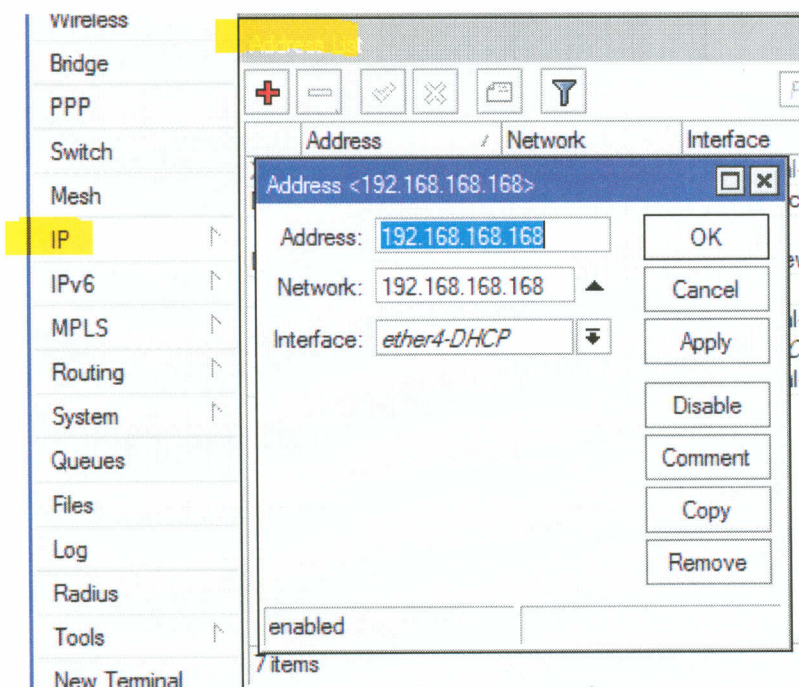 Wireless
Bridge
PPP
Switch
Mesh
IP
IPv6
MPLS
Routing
System
Queues
Files
Log
Radius
Tools
New Terminal
Address List
Address
Network
Interface
Address <192.168.168.168>
Address: 192.168.168.168
Network: 192.168.168.168
Interface: ether4-DHCP
OK
Cancel
Apply
Disable
Comment
Copy
Remove
enabled
7 items